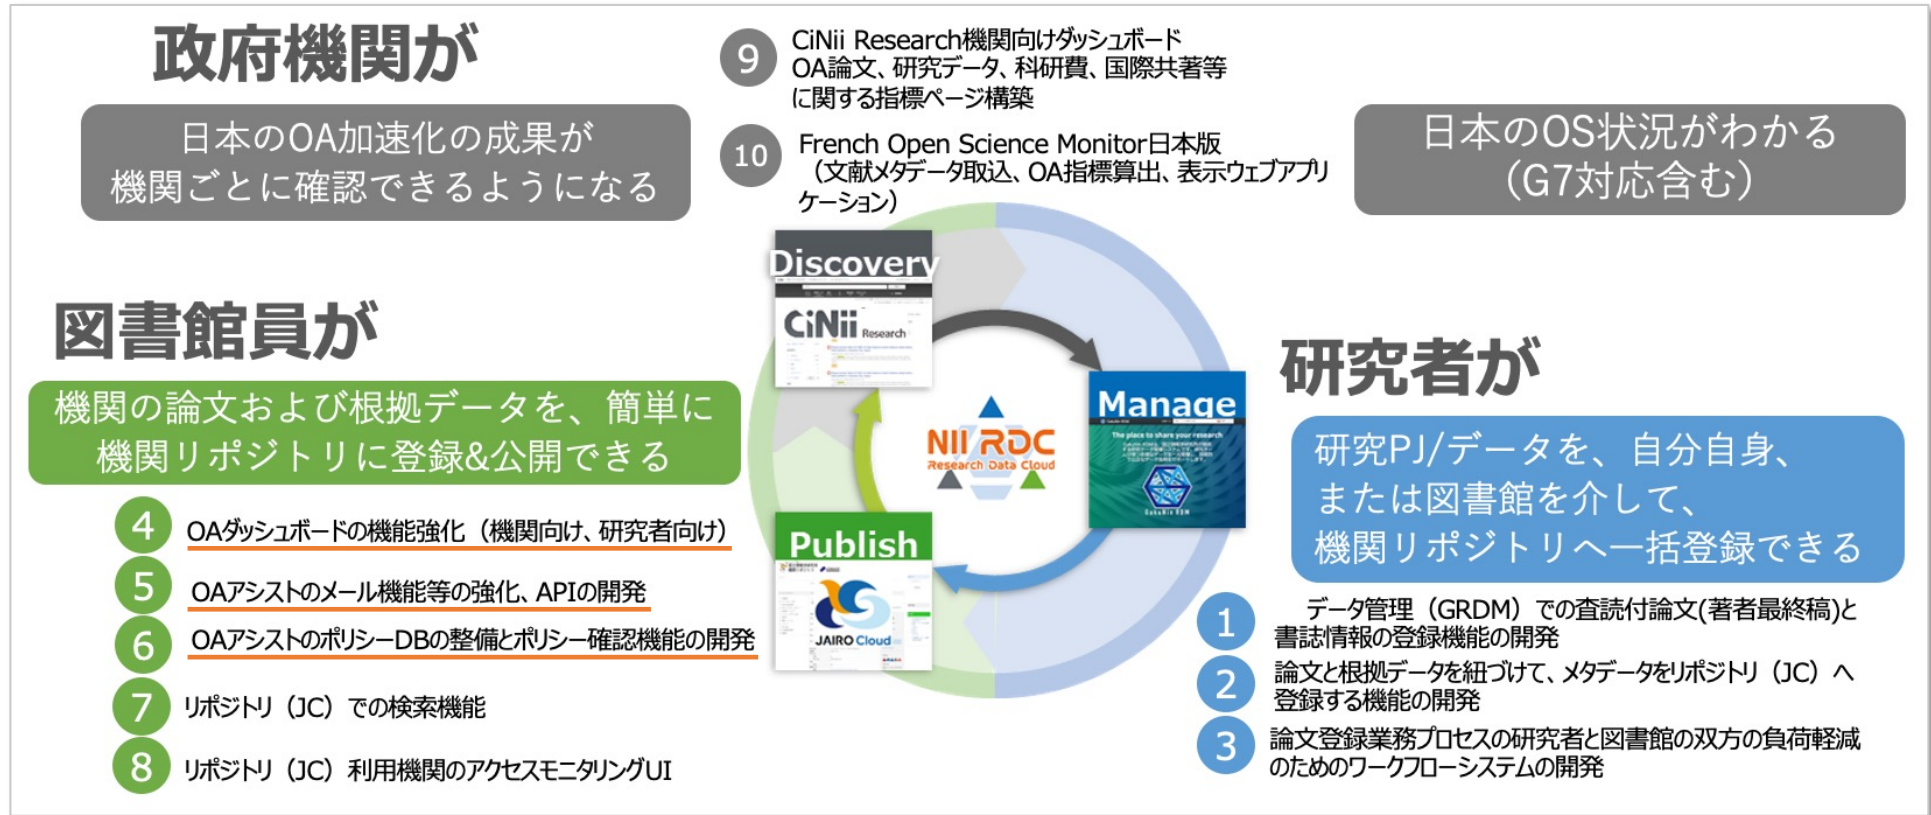 政府機関が
日本のOA加速化の成果が
機関ごとに確認できるようになる
9
CiNii Research機関向けダッシュボード
OA論文、研究データ、科研費、国際共著等
に関する指標ページ構築
10
French Open Science Monitor日本版
(文献メタデータ取込、OA指標算出、表示ウェブアプリ
ケーション)
日本のOS状況がわかる
(G7対応含む)
図書館員が
機関の論文および根拠データを、簡単に
機関リポジトリに登録&公開できる
4
OAダッシュボードの機能強化(機関向け、研究者向け)
5
OAアシストのメール機能等の強化、APIの開発
6
OAアシストのポリシーDBの整備とポリシー確認機能の開発
7
リポジトリ(JC)での検索機能
8
リポジトリ(JC)利用機関のアクセスモニタリングUI
Discovery
CiNii Research
NII RDC
Research Data Cloud
Manage
The place to share your research
GakuNin RDM
Publish
JAIRO Cloud
研究者が
研究PJ/データを、自分自身、
または図書館を介して、
機関リポジトリへ一括登録できる
1
データ管理(GRDM)での査読付論文(著者最終稿)と
書誌情報の登録機能の開発
2
論文と根拠データを紐づけて、メタデータをリポジトリ(JC)へ
登録する機能の開発
3
論文登録業務プロセスの研究者と図書館の双方の負荷軽減
のためのワークフローシステムの開発